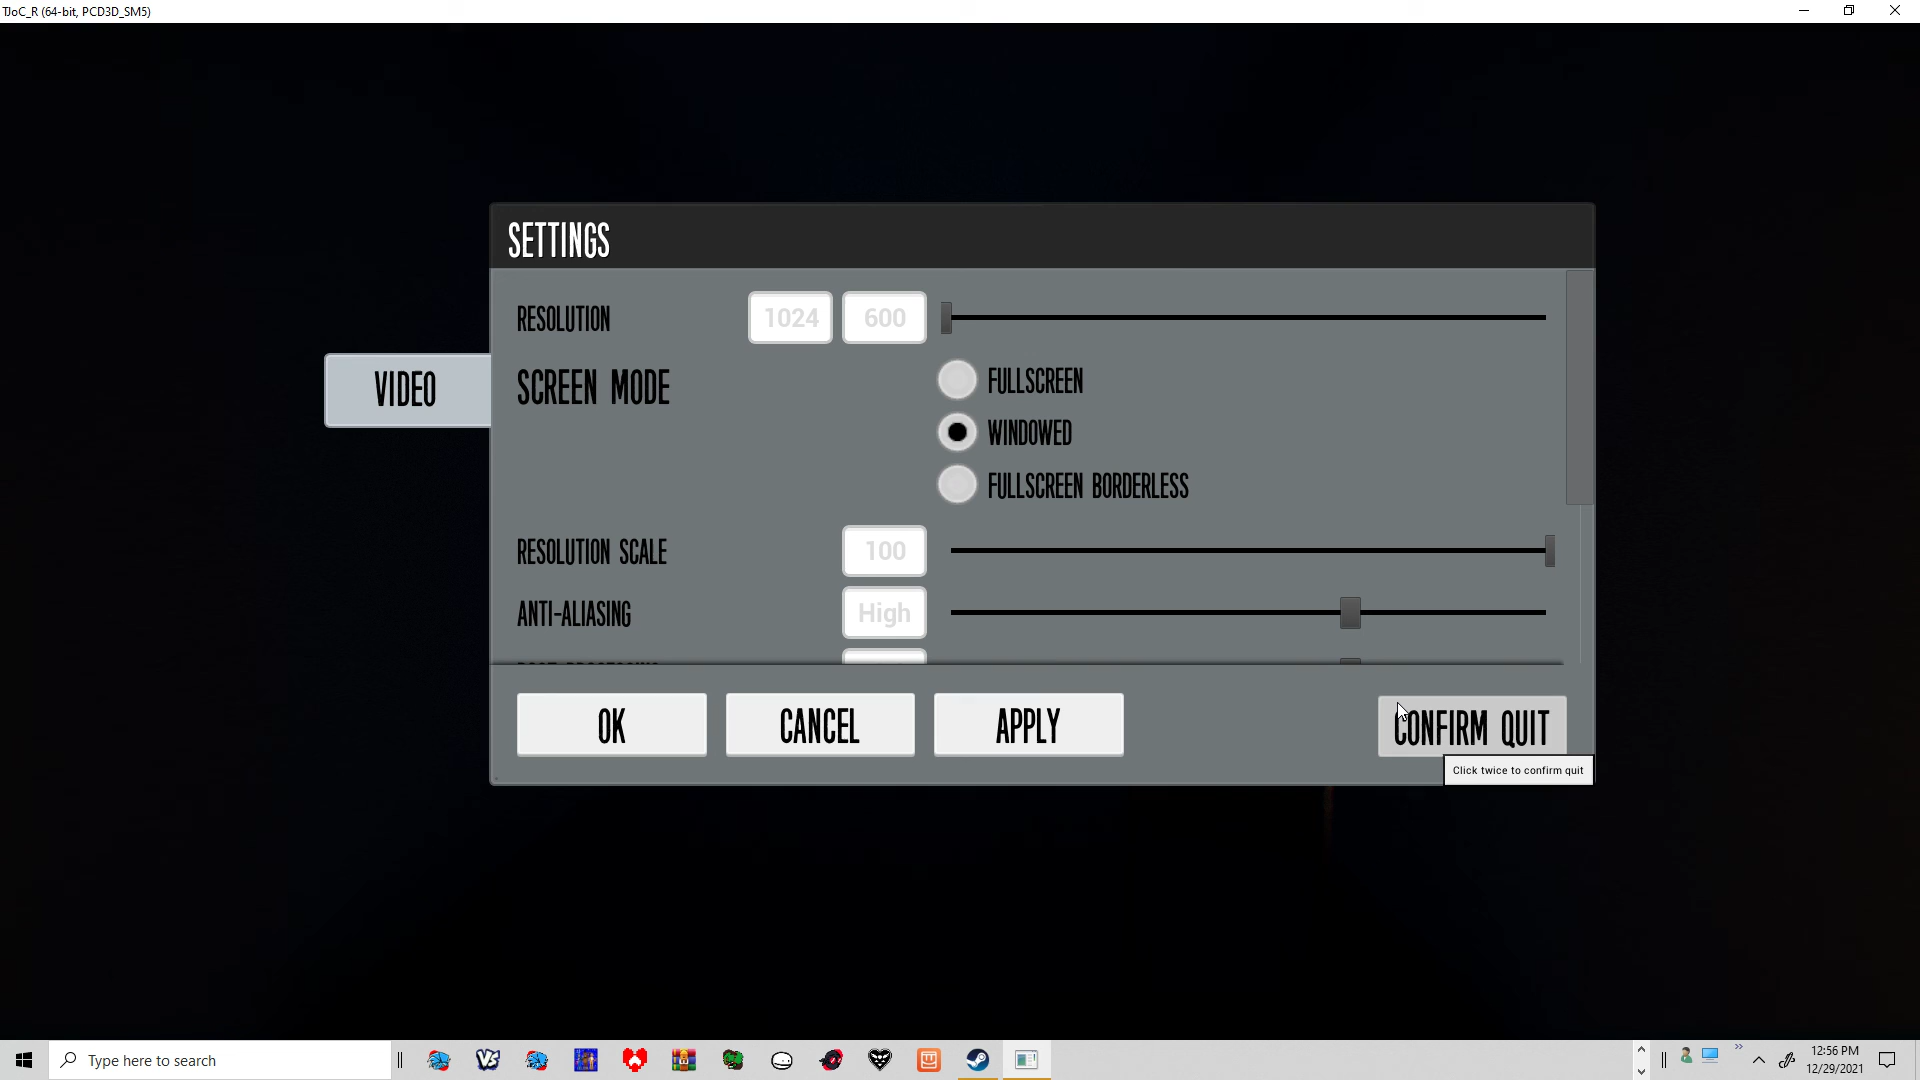 TJoC_R (64-bit, PCD3D_SM5)
SETTINGS
RESOLUTION 1024 600
VIDEO
SCREEN MODE
FULLSCREEN
WINDOWED
FULLSCREEN BORDERLESS
RESOLUTION SCALE 100
ANTI-ALIASING High
OK CANCEL APPLY CONFIRM QUIT
Click twice to confirm quit
Type here to search
VS
12:56 PM
12/29/2021